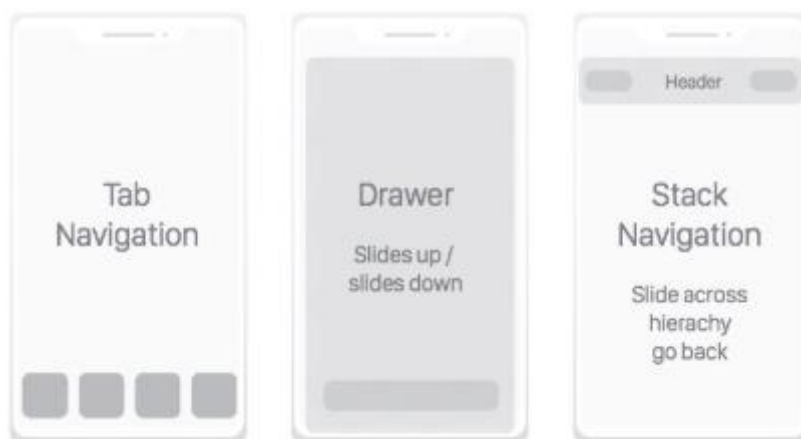 Tab
Navigation
Drawer
Slides up /
slides down
Header
Stack
Navigation
Slide across
hierachy
go back